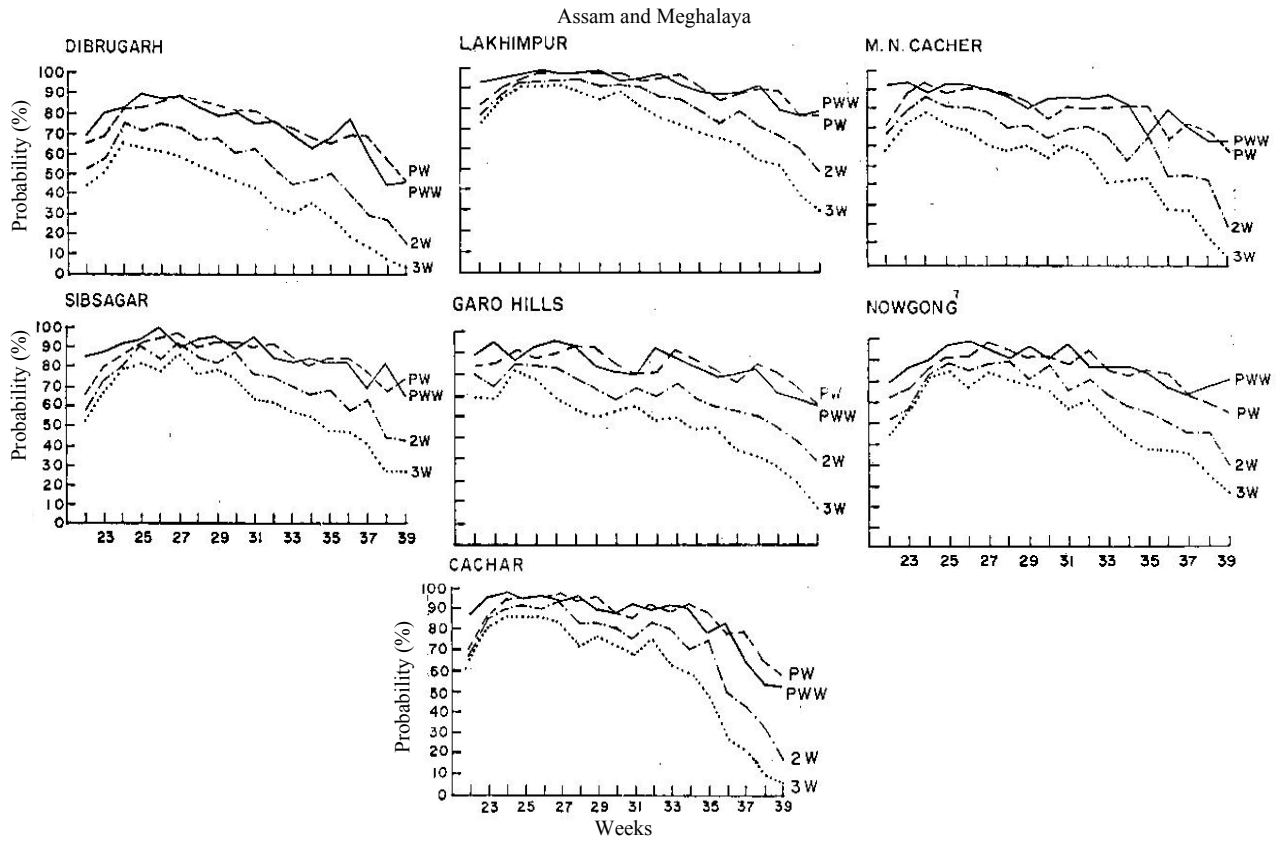 Assam and Meghalaya
DIBRUGARH
LAKHIMPUR
M. N. CACHER
Probability (%)
100
90
80
70
60
50
40
30
20
10
0
PW
PWW
2W
3W
PWW
PW
2W
3W
PWW
PW
2W
3W
SIBSAGAR
GARO HILLS
NOWGONG 7
Probability (%)
100
90
80
70
60
50
40
30
20
10
0
PW
PWW
2W
3W
23 25 27 29 31 33 35 37 39
PW
PWW
2W
3W
PWW
PW
2W
3W
23 25 27 29 31 33 35 37 39
CACHAR
Probability (%)
100
90
80
70
60
50
40
30
20
10
0
PW
PWW
2W
3W
23 25 27 29 31 33 35 37 39
Weeks